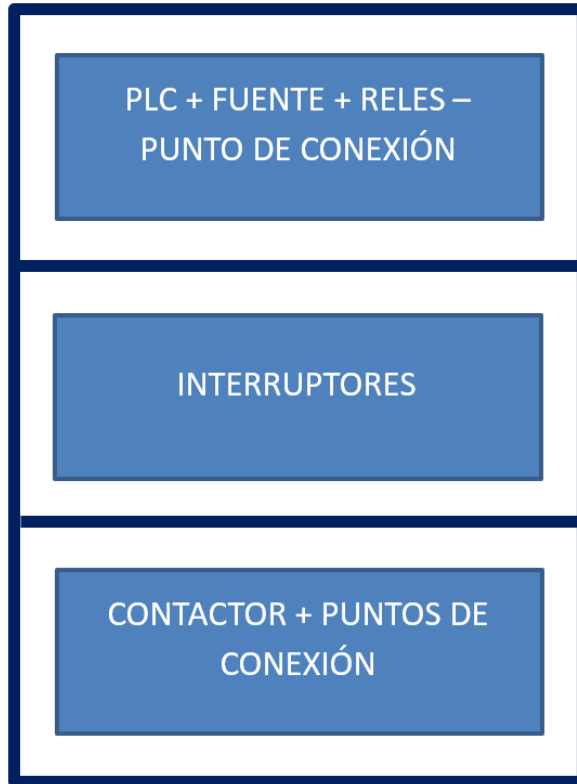 PLC + FUENTE + RELES –
PUNTO DE CONEXIÓN
INTERRUPTORES
CONTACTOR + PUNTOS DE
CONEXIÓN